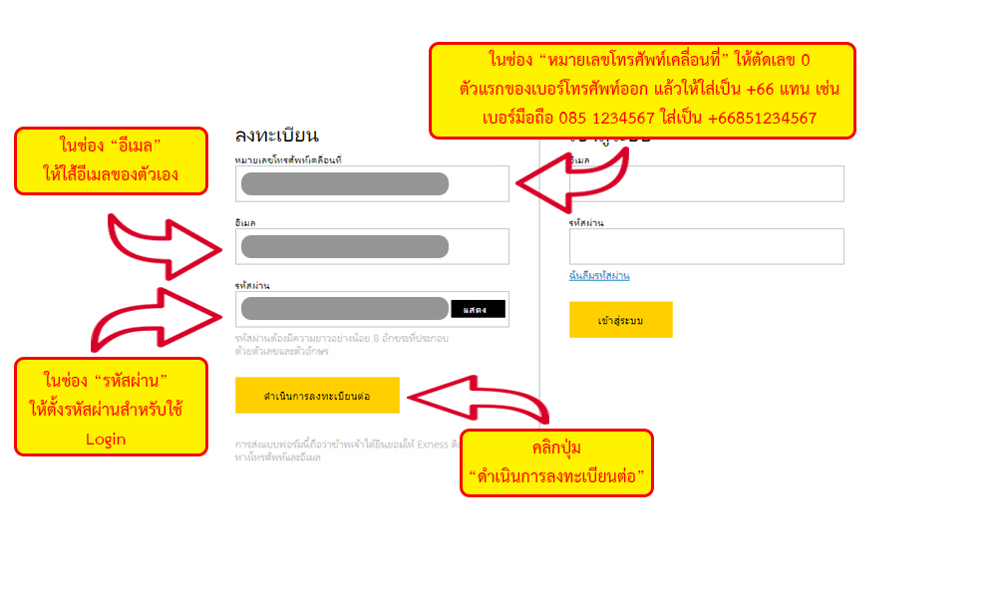 ในช่อง “หมายเลขโทรศัพท์เคลื่อนที่” ให้ตัดเลข 0
ตัวแรกของเบอร์โทรศัพท์ออก แล้วให้ใส่เป็น +66 แทน เช่น
เบอร์มือถือ 085 1234567 ใส่เป็น +66851234567
ในช่อง “อีเมล”
ให้ใส้อีเมลของตัวเอง
ลงทะเบียน
หมายเลขโทรศัพท์เคลื่อนที่
อีเมล
รหัสผ่าน
แสดง
รหัสผ่านต้องมีความยาวอย่างน้อย 8 อักขระที่ประกอบ
ด้วยตัวเลขและตัวอักษร
ดำเนินการลงทะเบียนต่อ
การส่งแบบฟอร์มนี้ถือว่าข้าพเจ้าได้ยินยอมให้ Exness
ทางโทรศัพท์และอีเมล
อีเมล
รหัสผ่าน
ฉันลืมรหัสผ่าน
เข้าสู่ระบบ
ในช่อง “รหัสผ่าน”
ให้ตั้งรหัสผ่านสำหรับใช้
Login
คลิกปุ่ม
“ดำเนินการลงทะเบียนต่อ”